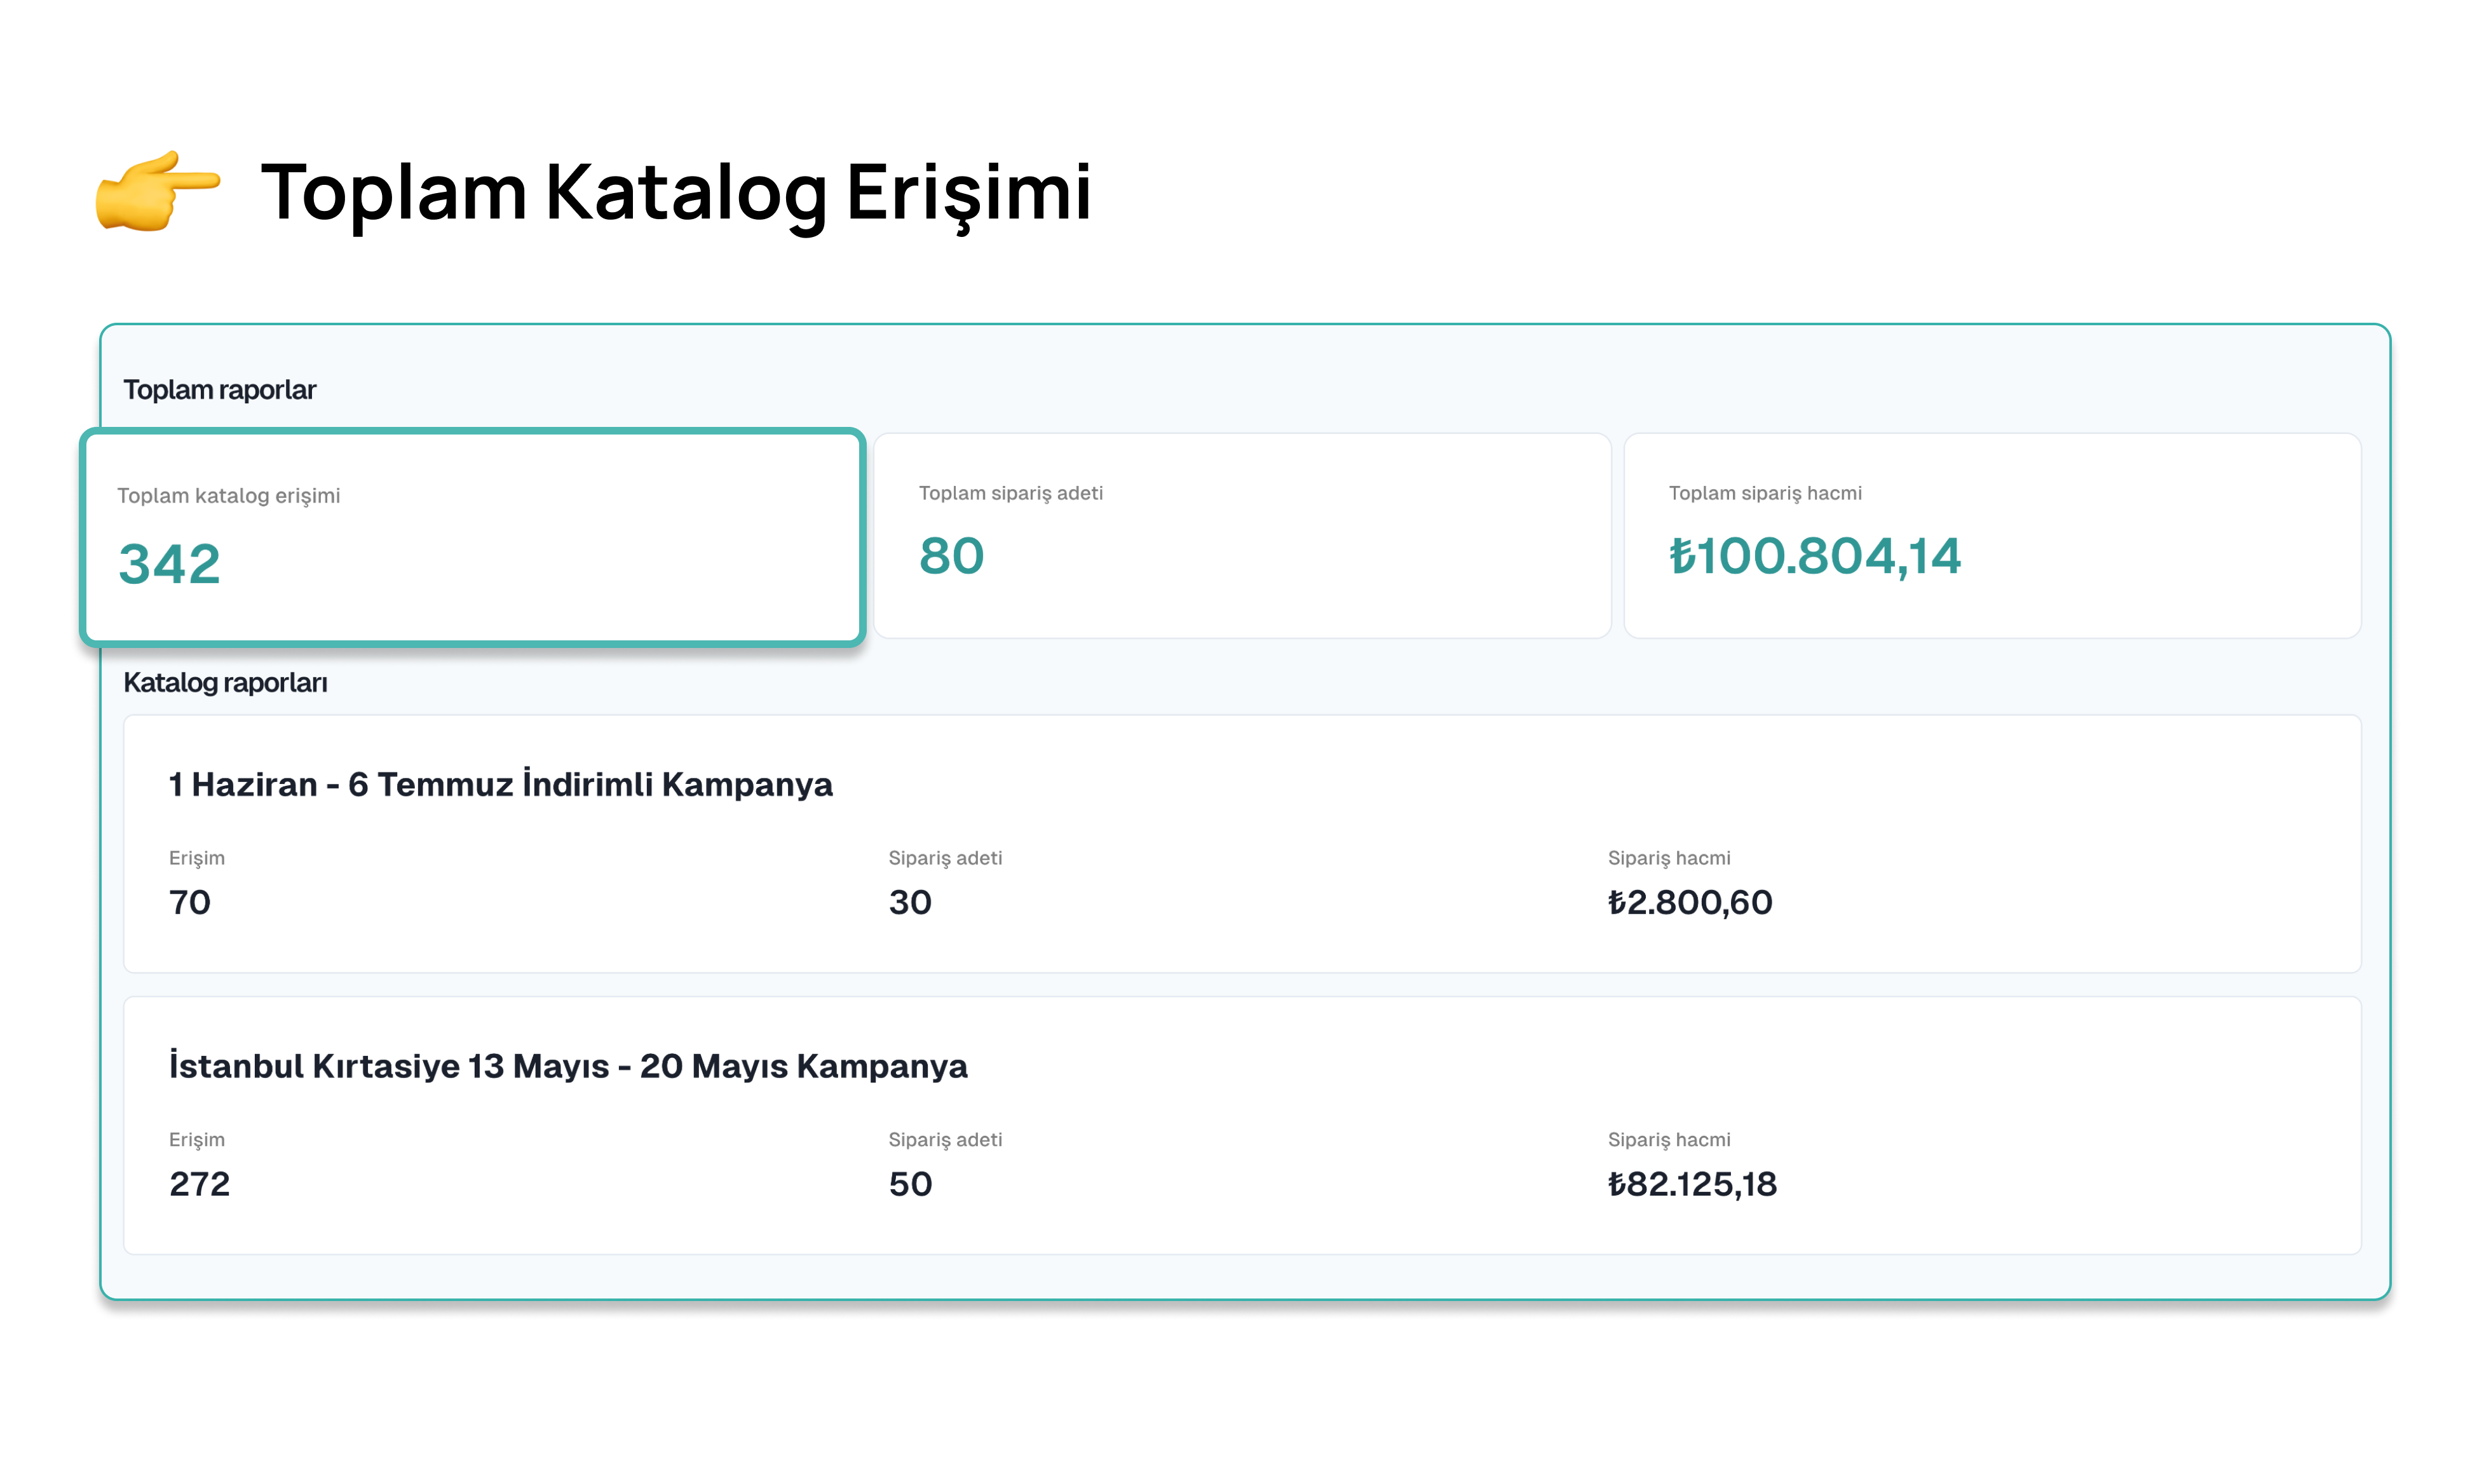 Toplam Katalog Erişimi
Toplam raporlar
Toplam katalog erişimi
342
Toplam sipariş adeti
80
Toplam sipariş hacmi
₺100.804,14
Katalog raporları
1 Haziran - 6 Temmuz İndirimli Kampanya
Erişim
70
Sipariş adeti
30
Sipariş hacmi
₺2.800,60
İstanbul Kırtasiye 13 Mayıs - 20 Mayıs Kampanya
Erişim
272
Sipariş adeti
50
Sipariş hacmi
₺82.125,18